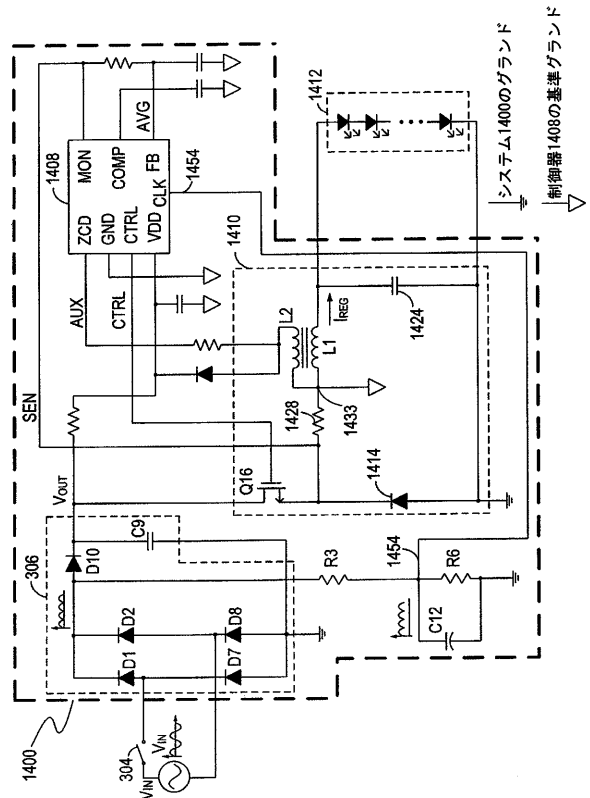 1400
304
V_IN
V_IN
306
D1
D2
D7
D8
D10
C9
V_OUT
SEN
R3
1454
C12
R6
Q16
1414
1428
1433
L1
L2
I_REG
1424
1410
AUX
CTRL
1408
ZCD
GND
CTRL
VDD
MON
COMP
FB
CLK
AVG
1454
1412
システム1400のグランド
制御器1408の基準グランド